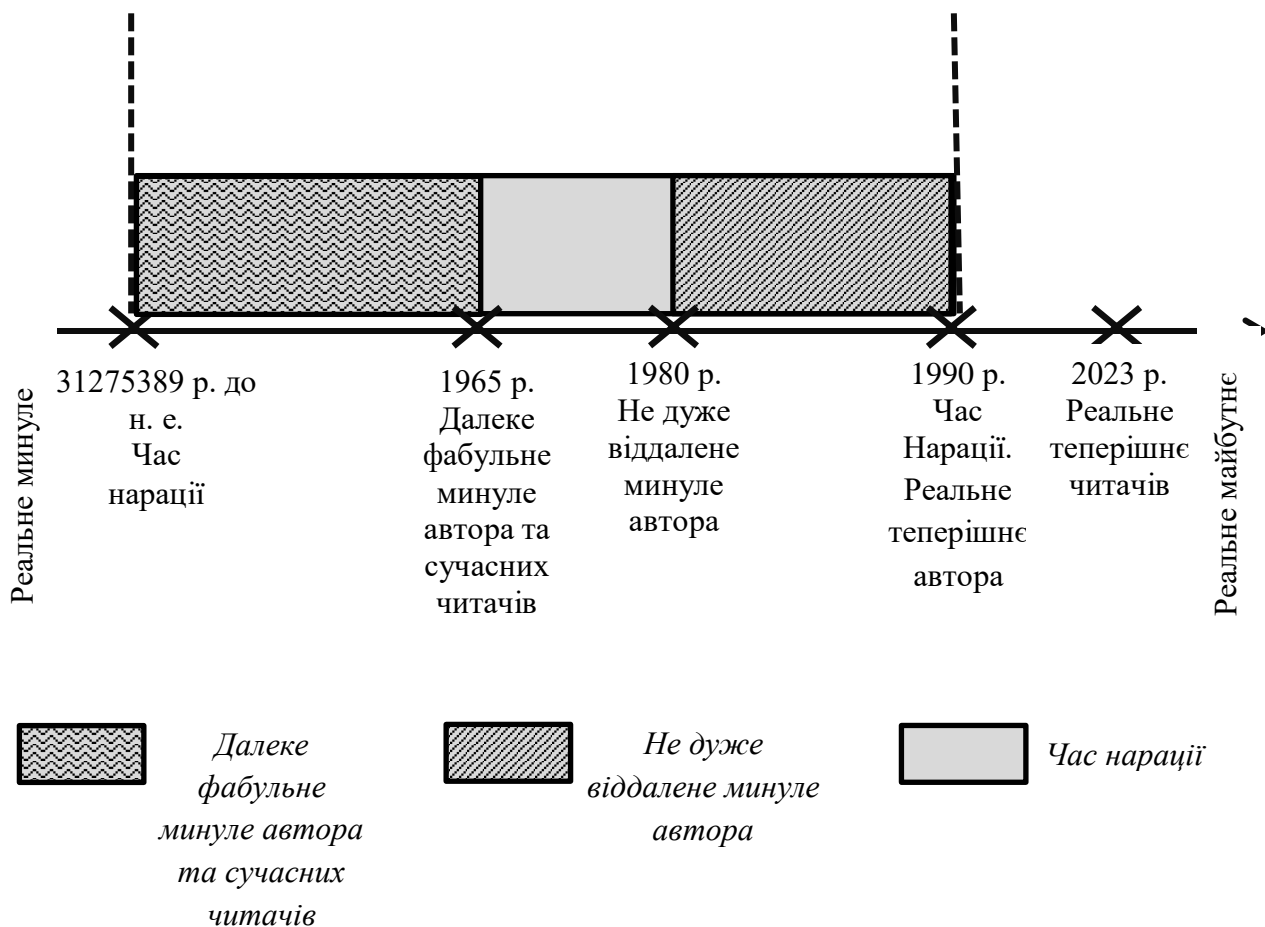 Реальне минуле
31275389 р. до
н. е.
Час
нарації
1965 р.
Далеке
фабульне
минуле
автора та
сучасних
читачів
1980 р.
Не дуже
віддалене
минуле
автора
1990 р.
Час
Нарації.
Реальне
теперішнє
автора
2023 р.
Реальне
теперішнє
читачів
Реальне майбутнє
Далеке
фабульне
минуле автора
та сучасних
читачів
Не дуже
віддалене минуле
автора
Час нарації